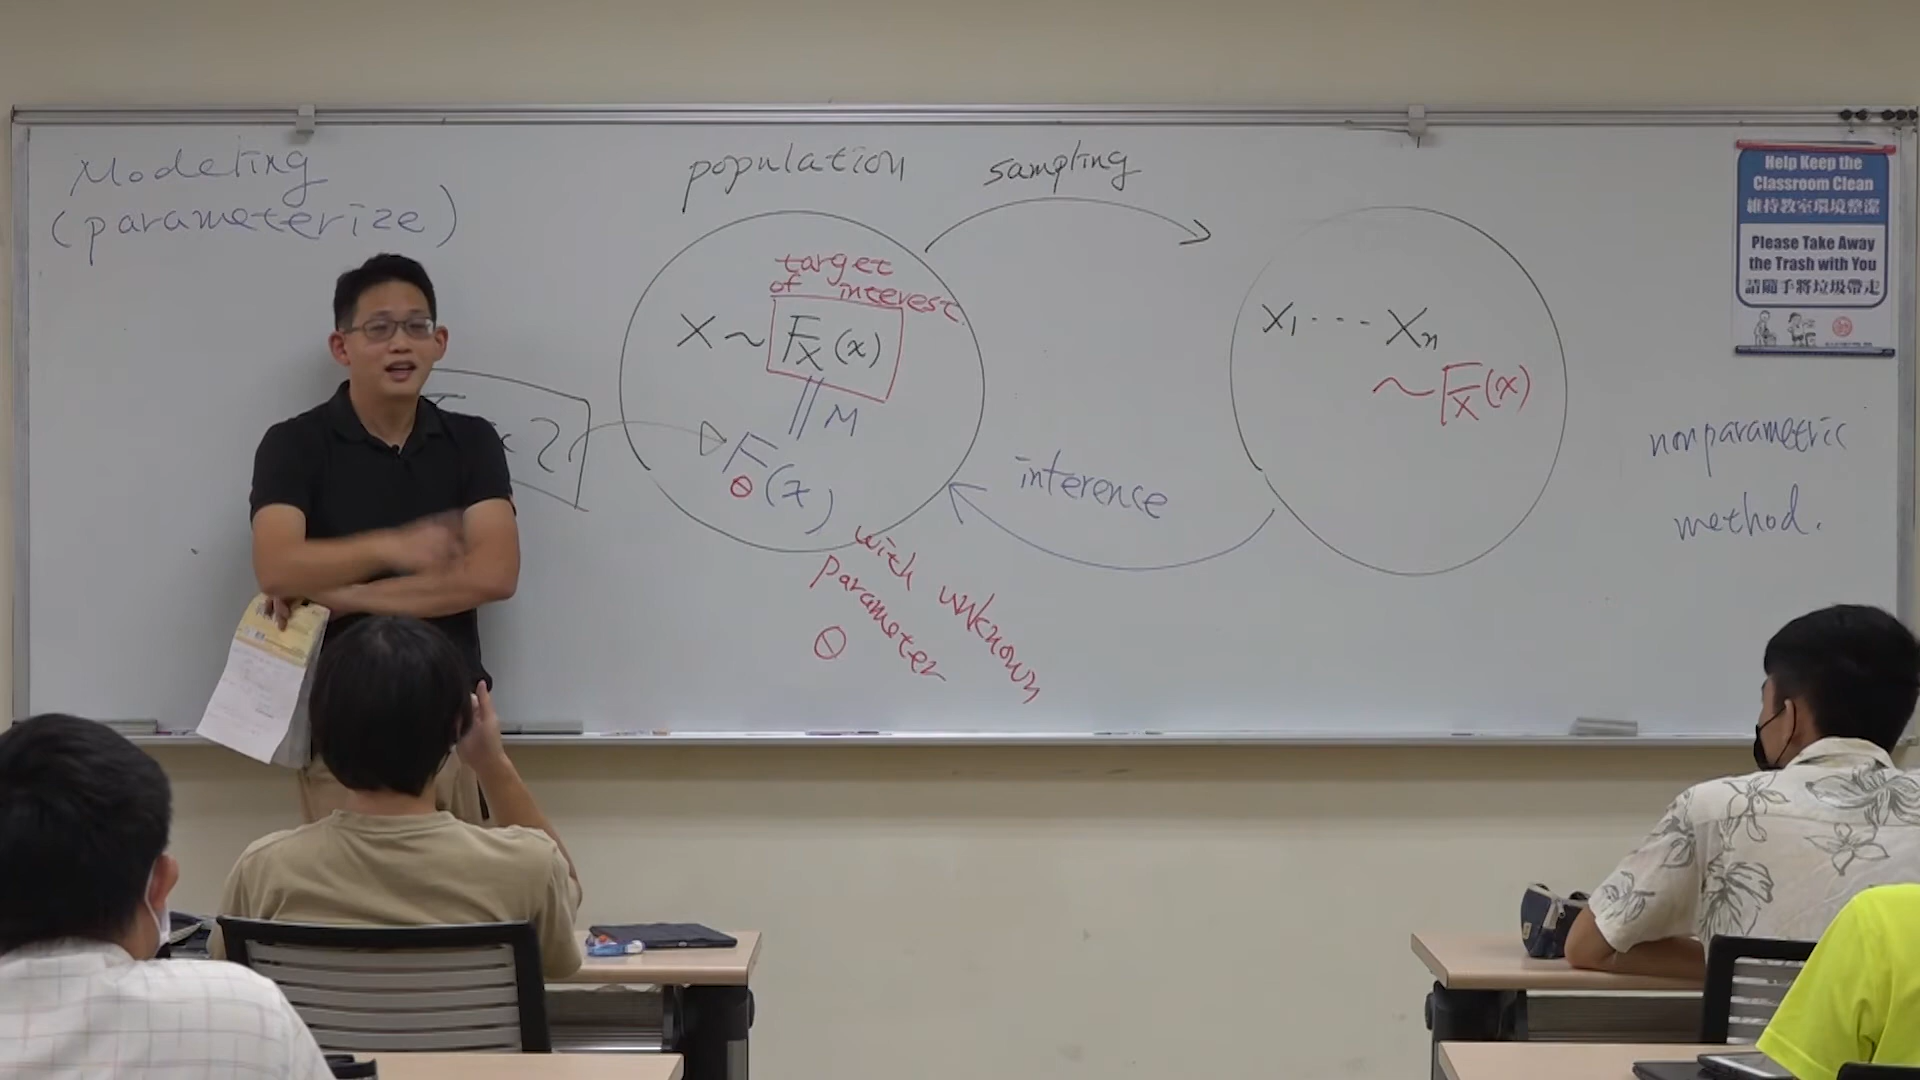 Modeling
(parameterize)
population
sampling
target
of interest
X ~ F_X(x)
M
F_θ(x)
with unknown
parameter
θ
X₁ ··· Xₙ
~ F_X(x)
inference
nonparametric
method.
Help Keep the
Classroom Clean
維持教室環境整潔
Please Take Away
the Trash with You
請隨手將垃圾帶走